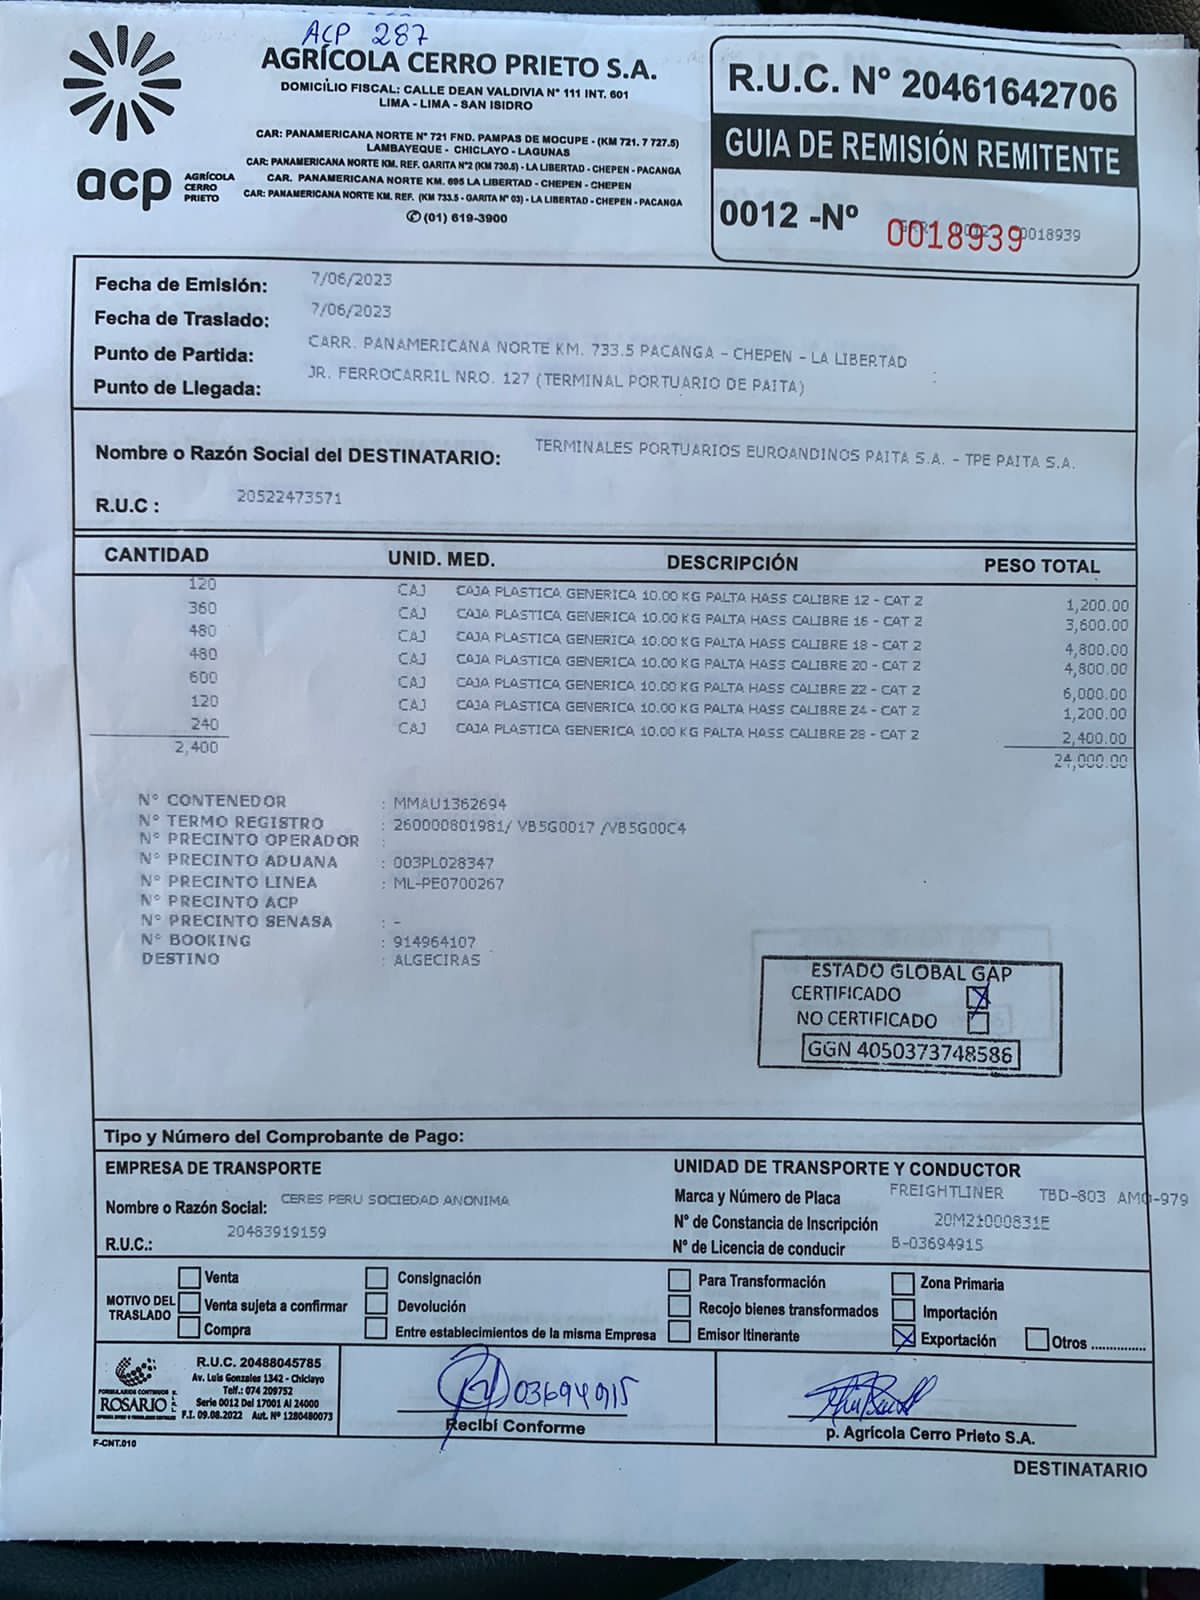 ACP 287
AGRÍCOLA CERRO PRIETO S.A.
DOMICILIO FISCAL: CALLE DEAN VALDIVIA N° 111 INT. 601
LIMA - LIMA - SAN ISIDRO
CAR: PANAMERICANA NORTE N° 721 FND. PAMPAS DE MOCUPE - (KM 721. 7 727.5)
LAMBAYEQUE - CHICLAYO - LAGUNAS
CAR: PANAMERICANA NORTE KM. REF. GARITA N°2 (KM 730.5) - LA LIBERTAD - CHEPEN - PACANGA
CAR. PANAMERICANA NORTE KM. 695 LA LIBERTAD - CHEPEN - CHEPEN
CAR: PANAMERICANA NORTE KM. REF. (KM 733.5 - GARITA N° 03) - LA LIBERTAD - CHEPEN - PACANGA
(01) 619-3900
acp AGRÍCOLA
CERRO
PRIETO
R.U.C. N° 20461642706
GUIA DE REMISIÓN REMITENTE
0012 -Nº 0018939 0018939
Fecha de Emisión: 7/06/2023
Fecha de Traslado: 7/06/2023
Punto de Partida: CARR. PANAMERICANA NORTE KM. 733.5 PACANGA - CHEPEN - LA LIBERTAD
Punto de Llegada: JR. FERROCARRIL NRO. 127 (TERMINAL PORTUARIO DE PAITA)
Nombre o Razón Social del DESTINATARIO: TERMINALES PORTUARIOS EUROANDINOS PAITA S.A. - TPE PAITA S.A.
R.U.C : 20522473571
CANTIDAD UNID. MED. DESCRIPCIÓN PESO TOTAL
120 CAJ CAJA PLASTICA GENERICA 10.00 KG PALTA HASS CALIBRE 12 - CAT 2 1,200.00
360 CAJ CAJA PLASTICA GENERICA 10.00 KG PALTA HASS CALIBRE 16 - CAT 2 3,600.00
480 CAJ CAJA PLASTICA GENERICA 10.00 KG PALTA HASS CALIBRE 18 - CAT 2 4,800.00
480 CAJ CAJA PLASTICA GENERICA 10.00 KG PALTA HASS CALIBRE 20 - CAT 2 4,800.00
600 CAJ CAJA PLASTICA GENERICA 10.00 KG PALTA HASS CALIBRE 22 - CAT 2 6,000.00
120 CAJ CAJA PLASTICA GENERICA 10.00 KG PALTA HASS CALIBRE 24 - CAT 2 1,200.00
240 CAJ CAJA PLASTICA GENERICA 10.00 KG PALTA HASS CALIBRE 28 - CAT 2 2,400.00
2,400 24,000.00
N° CONTENEDOR : MMAU1362694
N° TERMO REGISTRO : 260000801981/ VB5G0017 /VB5G00C4
N° PRECINTO OPERADOR :
N° PRECINTO ADUANA : 003PL028347
N° PRECINTO LINEA : ML-PE0700267
N° PRECINTO ACP
N° PRECINTO SENASA : -
N° BOOKING : 914964107
DESTINO : ALGECIRAS
ESTADO GLOBAL GAP
CERTIFICADO X
NO CERTIFICADO
GGN 4050373748586
Tipo y Número del Comprobante de Pago:
EMPRESA DE TRANSPORTE
Nombre o Razón Social: CERES PERU SOCIEDAD ANONIMA
R.U.C.: 20483919159
UNIDAD DE TRANSPORTE Y CONDUCTOR
Marca y Número de Placa FREIGHTLINER TBD-803 AMO-979
N° de Constancia de Inscripción 20M21000831E
N° de Licencia de conducir B-03694915
MOTIVO DEL TRASLADO
Venta
Venta sujeta a confirmar
Compra
Consignación
Devolución
Entre establecimientos de la misma Empresa
Para Transformación
Recojo bienes transformados
Emisor Itinerante
Zona Primaria
Importación
X Exportación
Otros ...............
FORMULARIOS CONTINUOS
ROSARIO S.R.L.
R.U.C. 20488045785
Av. Luis Gonzales 1342 - Chiclayo
Telf.: 074 209752
Serie 0012 Del 17001 Al 24000
F.I. 09.08.2022 Aut. N° 1280480073
03694915
Recibí Conforme
p. Agrícola Cerro Prieto S.A.
F-CNT.010
DESTINATARIO